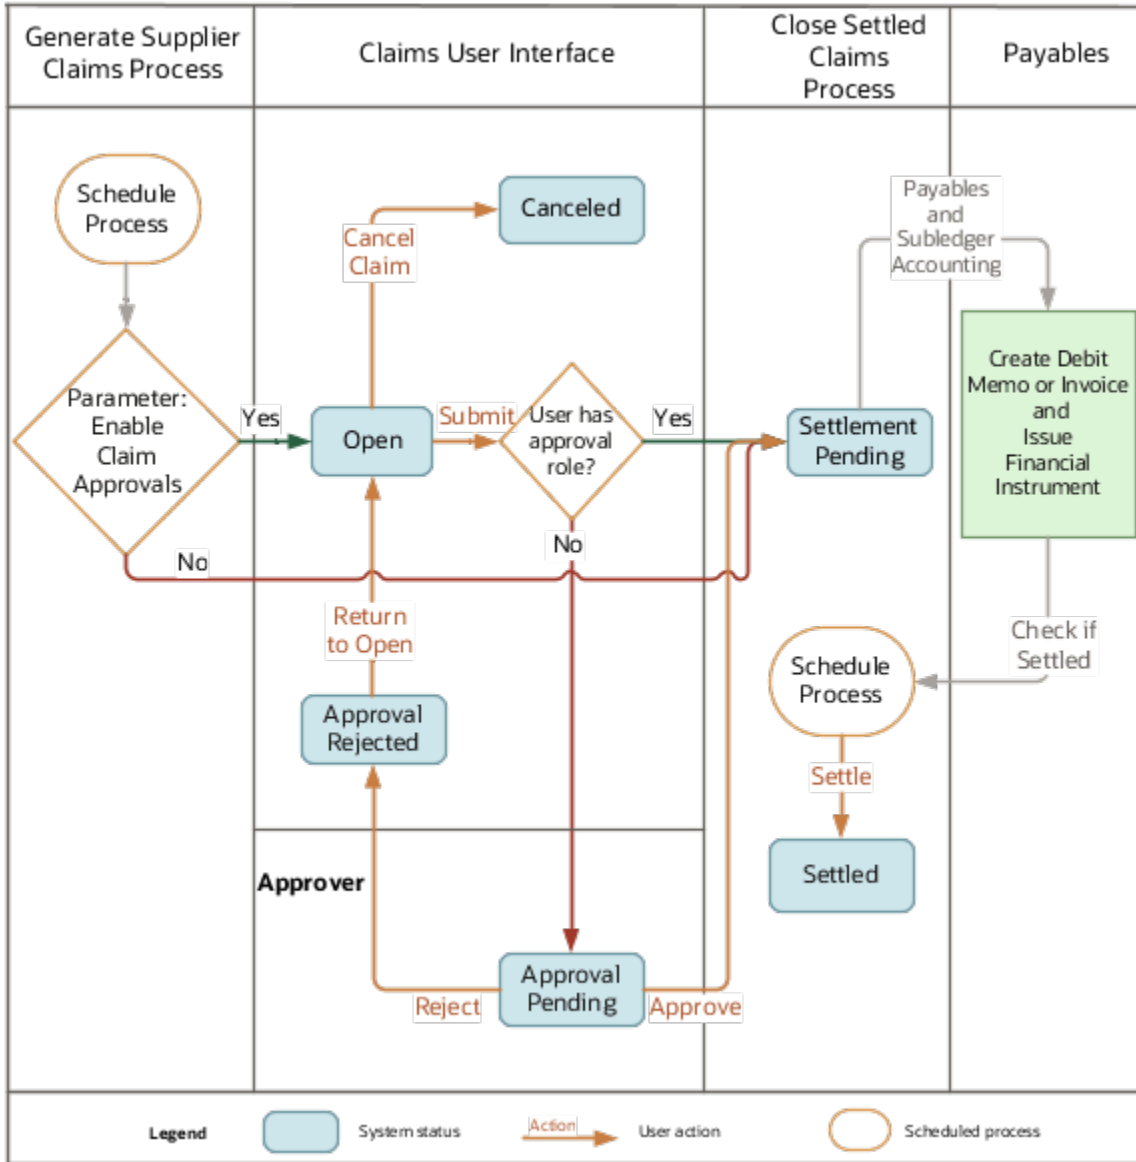 Generate Supplier
Claims Process
Claims User Interface
Close Settled
Claims
Process
Payables
Schedule
Process
Canceled
Cancel
Claim
Payables
and
Subledger
Accounting
Parameter:
Enable
Claim
Approvals
Yes
Open
Submit
User has
approval
role?
Yes
Settlement
Pending
Create Debit
Memo or Invoice
and
Issue
Financial
Instrument
No
No
Return
to Open
Check if
Settled
Schedule
Process
Approval
Rejected
Settle
Settled
Approver
Approval
Pending
Reject
Approve
Legend
System status
Action
User action
Scheduled process